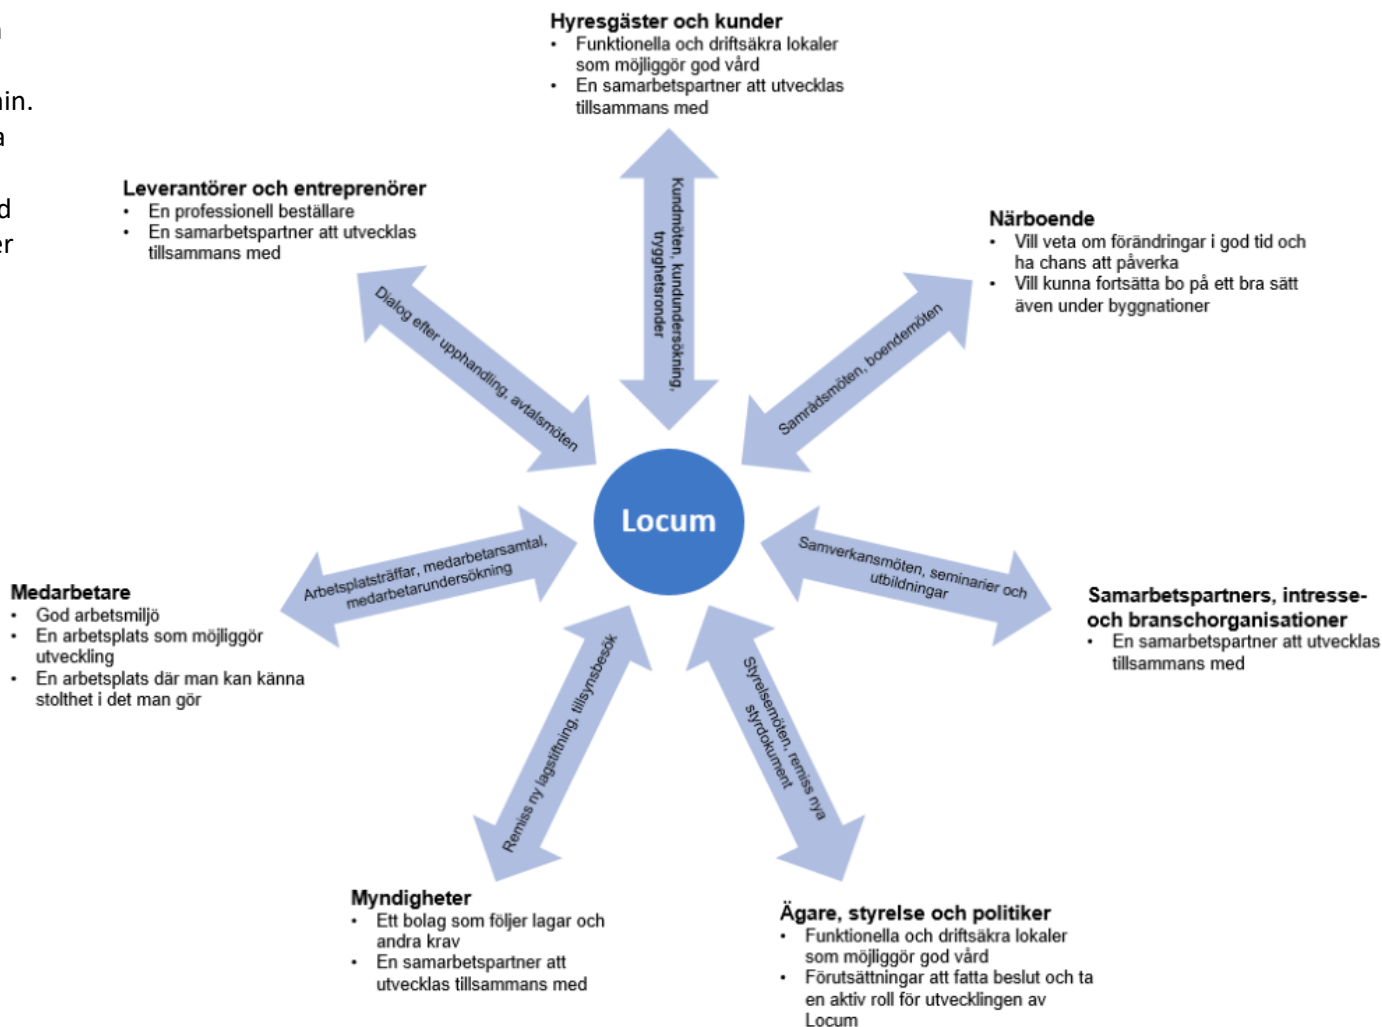 Hyresgäster och kunder
• Funktionella och driftsäkra lokaler
som möjliggör god vård
• En samarbetspartner att utvecklas
tillsammans med
Leverantörer och entreprenörer
• En professionell beställare
• En samarbetspartner att utvecklas
tillsammans med
Närboende
• Vill veta om förändringar i god tid och
ha chans att påverka
• Vill kunna fortsätta bo på ett bra sätt
även under byggnationer
Kundmöten, kundundersökning,
trygghetsronder
Dialog efter upphandling, avtalsmöten
Samrådsmöten, boendemöten
Locum
Arbetsplatsträffar, medarbetarsamtal,
medarbetarundersökning
Samverkansmöten, seminarier och
utbildningar
Medarbetare
• God arbetsmiljö
• En arbetsplats som möjliggör
utveckling
• En arbetsplats där man kan känna
stolthet i det man gör
Samarbetspartners, intresse-
och branschorganisationer
• En samarbetspartner att utvecklas
tillsammans med
Remiss ny lagstiftning, tillsynsbesök
Styrelsemöten, remiss nya
styrdokument
Myndigheter
• Ett bolag som följer lagar och
andra krav
• En samarbetspartner att
utvecklas tillsammans med
Ägare, styrelse och politiker
• Funktionella och driftsäkra lokaler
som möjliggör god vård
• Förutsättningar att fatta beslut och ta
en aktiv roll för utvecklingen av
Locum